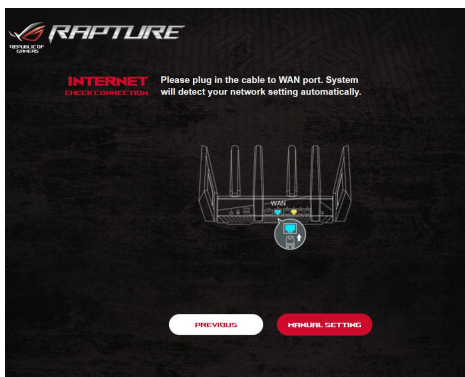 RAPTURE
REPUBLIC OF
GAMERS
INTERNET
CHECK CONNECTION
Please plug in the cable to WAN port. System
will detect your network setting automatically.
WAN
PREVIOUS
MANUAL SETTING